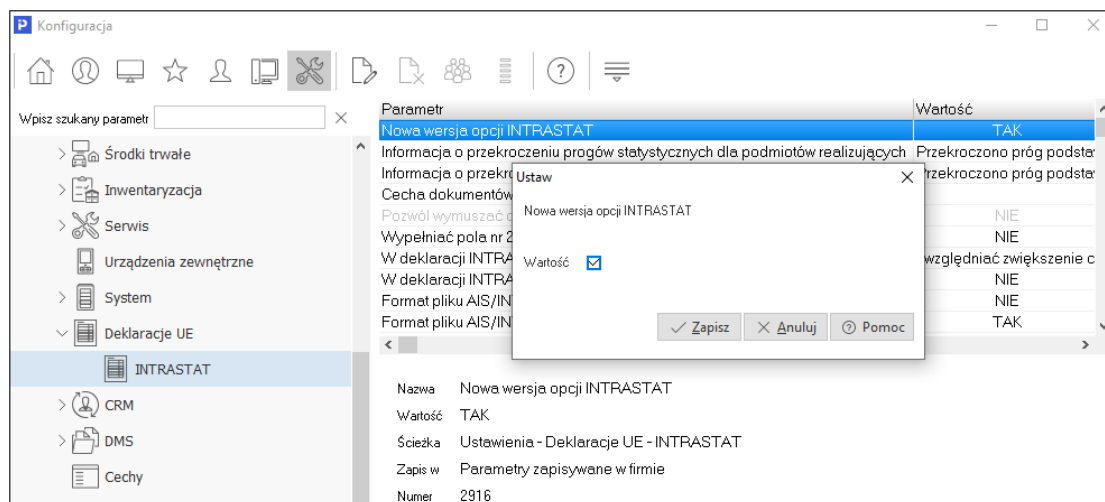 Konfiguracja
Wpisz szukany parametr
Środki trwałe
Inwentaryzacja
Serwis
Urządzenia zewnętrzne
System
Deklaracje UE
INTRASTAT
CRM
DMS
Cechy
Parametr Wartość
Nowa wersja opcji INTRASTAT TAK
Informacja o przekroczeniu progów statystycznych dla podmiotów realizujących Przekroczono próg podsta
Informacja o przekro Przekroczono próg podsta
Cecha dokumentów
Pozwól wymuszać NIE
Wypełniać pola nr 2 NIE
W deklaracji INTRA względniać zwiększenie c
W deklaracji INTRA NIE
Format pliku AIS/IN NIE
Format pliku AIS/IN TAK
Ustaw
Nowa wersja opcji INTRASTAT
Wartość
Zapisz Anuluj Pomoc
Nazwa Nowa wersja opcji INTRASTAT
Wartość TAK
Ścieżka Ustawienia - Deklaracje UE - INTRASTAT
Zapis w Parametry zapisywane w firmie
Numer 2916